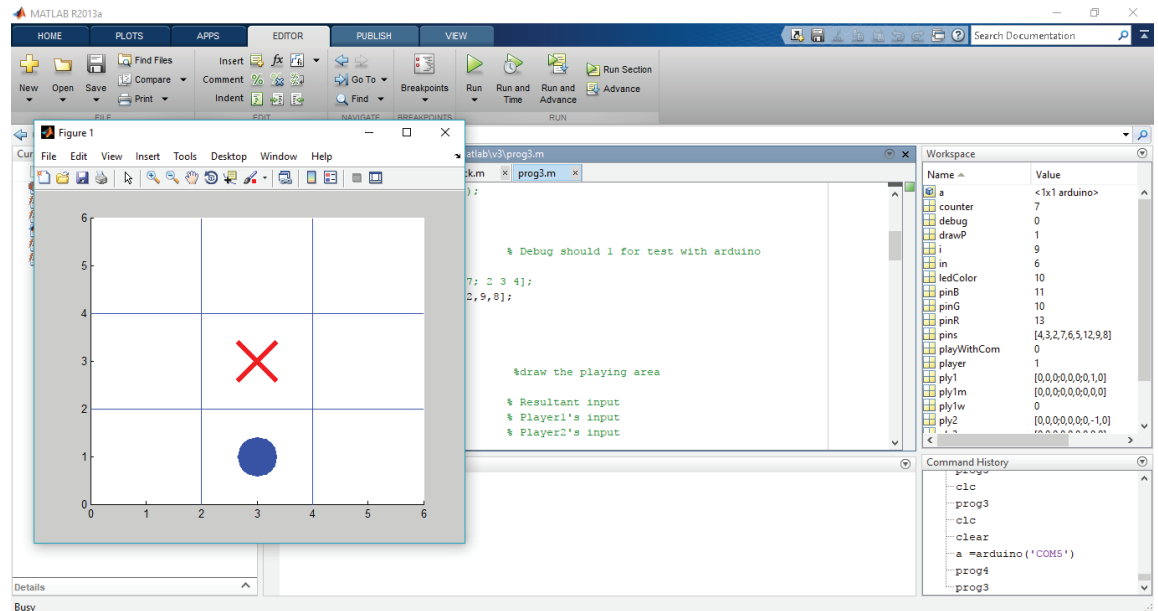 MATLAB R2013a
HOME PLOTS APPS EDITOR PUBLISH VIEW
Search Documentation
New Open Save
Find Files
Compare
Print
Insert
Comment
Indent
Go To
Find
Breakpoints
Run Run and Time Run and Advance
Run Section
Advance
FILE EDIT NAVIGATE BREAKPOINTS RUN
Figure 1
File Edit View Insert Tools Desktop Window Help
6
5
4
3
2
1
0
0 1 2 3 4 5 6
atlab\v3\prog3.m
ck.m × prog3.m ×
);
% Debug should 1 for test with arduino
7; 2 3 4];
2,9,8];
%draw the playing area
% Resultant input
% Player1's input
% Player2's input
Workspace
Name Value
a <1x1 arduino>
counter 7
debug 0
drawP 1
i 9
in 6
ledColor 10
pinB 11
pinG 10
pinR 13
pins [4,3,2,7,6,5,12,9,8]
playWithCom 0
player 1
ply1 [0,0,0;0,0,0;0,1,0]
ply1m [0,0,0;0,0,0;0,0,0]
ply1w 0
ply2 [0,0,0;0,0,0;0,-1,0]
Command History
clc
prog3
clc
clear
a =arduino('COM5')
prog4
prog3
Details
Busy